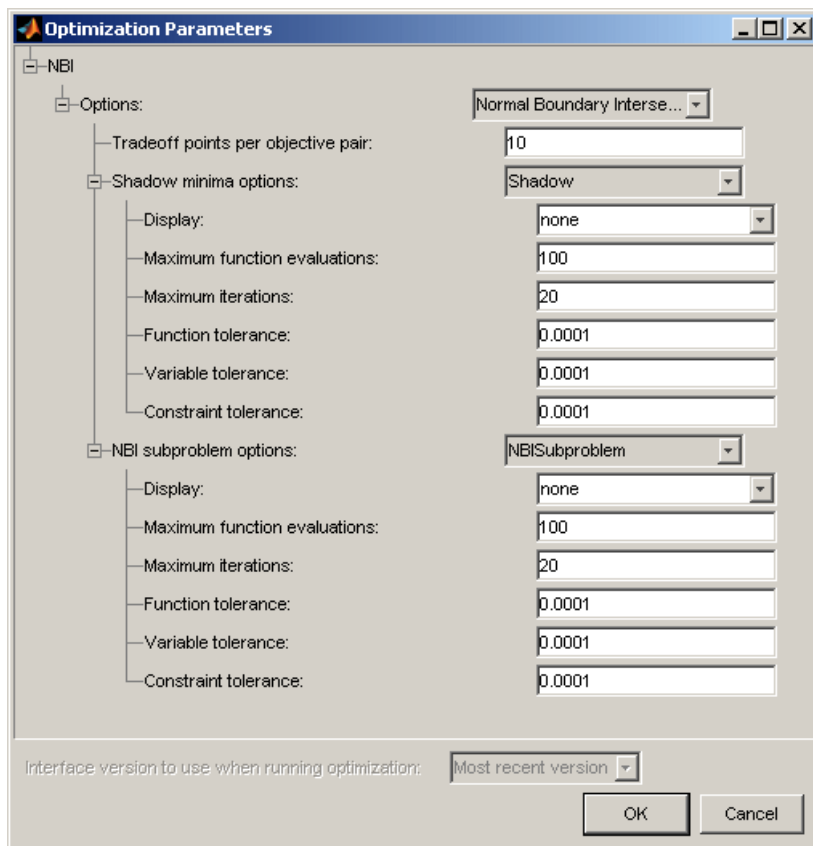 Optimization Parameters
NBI
Options: Normal Boundary Interse...
Tradeoff points per objective pair: 10
Shadow minima options: Shadow
Display: none
Maximum function evaluations: 100
Maximum iterations: 20
Function tolerance: 0.0001
Variable tolerance: 0.0001
Constraint tolerance: 0.0001
NBI subproblem options: NBISubproblem
Display: none
Maximum function evaluations: 100
Maximum iterations: 20
Function tolerance: 0.0001
Variable tolerance: 0.0001
Constraint tolerance: 0.0001
Interface version to use when running optimization: Most recent version
OK Cancel